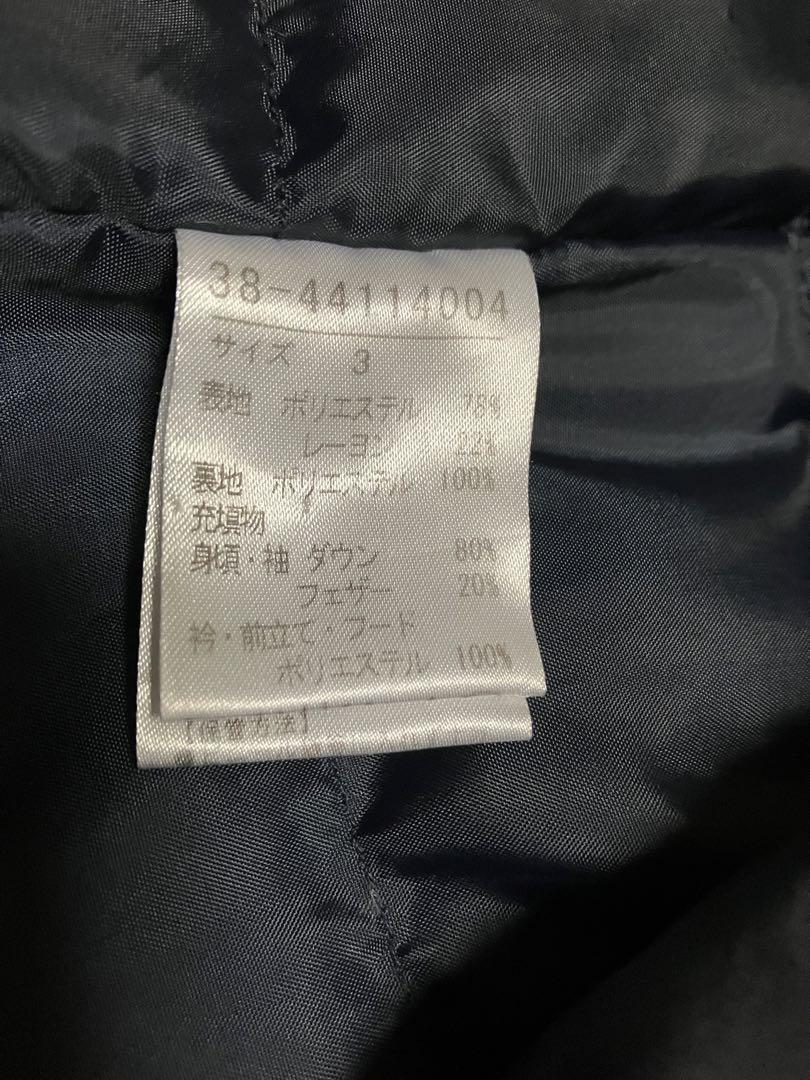 38-44114004
サイズ 3
表地 ポリエステル 78%
レーヨン 22%
裏地 ポリエステル 100%
充填物
身頃・袖 ダウン 80%
フェザー 20%
衿・前立て・フード
ポリエステル 100%
【保管方法】